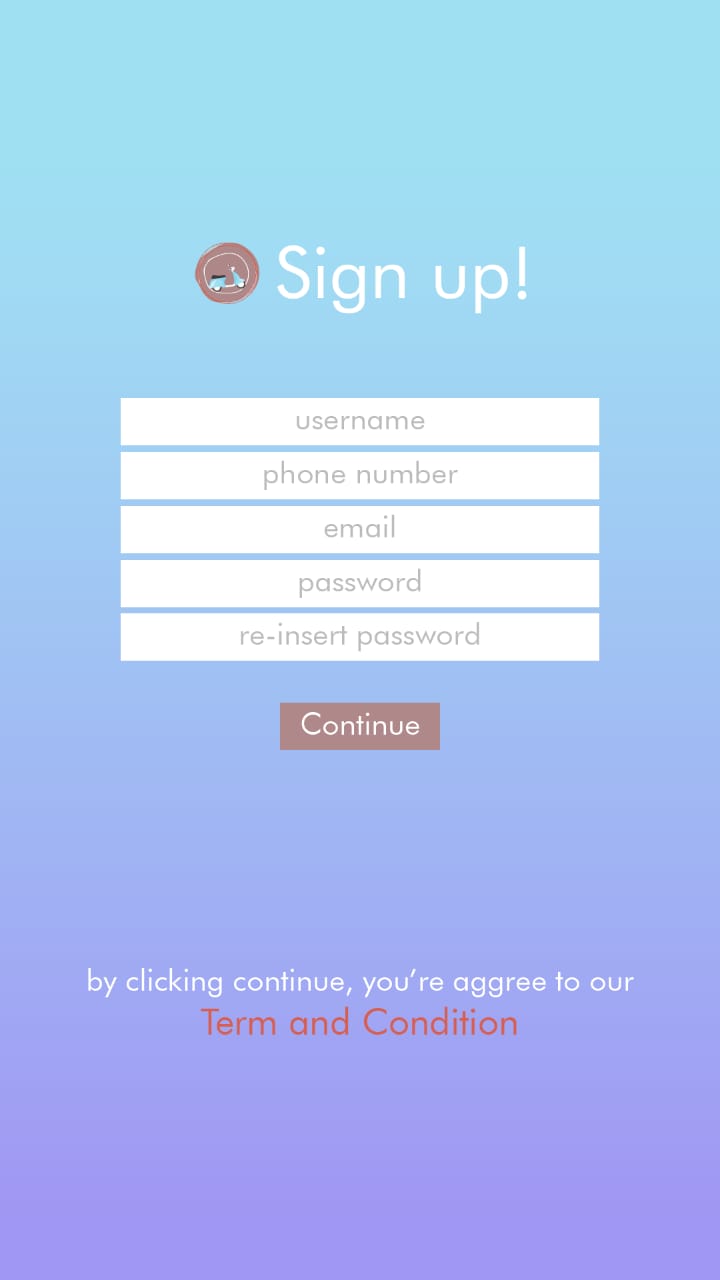 Sign up!
username
phone number
email
password
re-insert password
Continue
by clicking continue, you’re aggree to our
Term and Condition